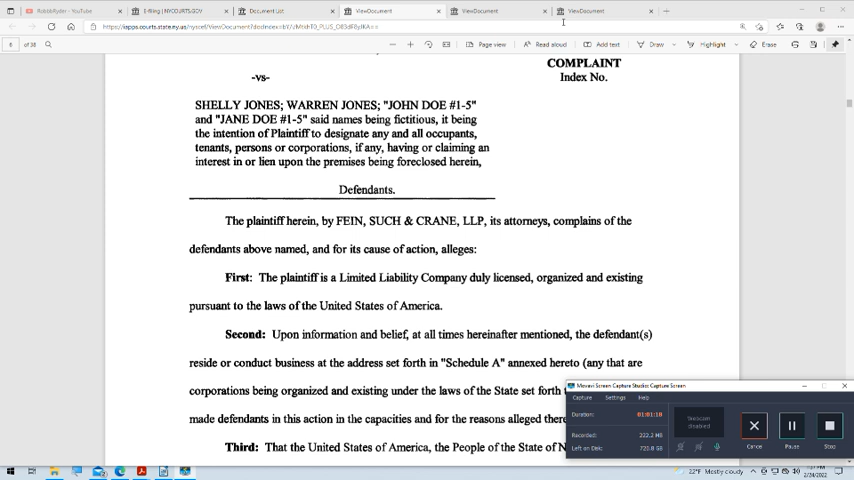 RobbRyder - YouTube
E-filing | NYCOURTS.GOV
Document List
ViewDocument
ViewDocument
ViewDocument
of 38
Page view
Read aloud
Add text
Draw
Highlight
Erase
COMPLAINT
-vs-
Index No.
SHELLY JONES; WARREN JONES; "JOHN DOE #1-5"
and "JANE DOE #1-5" said names being fictitious, it being
the intention of Plaintiff to designate any and all occupants,
tenants, persons or corporations, if any, having or claiming an
interest in or lien upon the premises being foreclosed herein,
Defendants.
The plaintiff herein, by FEIN, SUCH & CRANE, LLP, its attorneys, complains of the
defendants above named, and for its cause of action, alleges:
First: The plaintiff is a Limited Liability Company duly licensed, organized and existing
pursuant to the laws of the United States of America.
Second: Upon information and belief, at all times hereinafter mentioned, the defendant(s)
reside or conduct business at the address set forth in "Schedule A" annexed hereto (any that are
corporations being organized and existing under the laws of the State set forth
made defendants in this action in the capacities and for the reasons alleged there
Third: That the United States of America, the People of the State of N
Movavi Screen Capture Studio: Capture Screen
Capture Settings Help
Duration: 01:01:18
Recorded: 222.2 MB
Left on Disk: 720.8 GB
Webcam
disabled
Cancel
Pause
Stop
22°F Mostly cloudy
2/24/2022